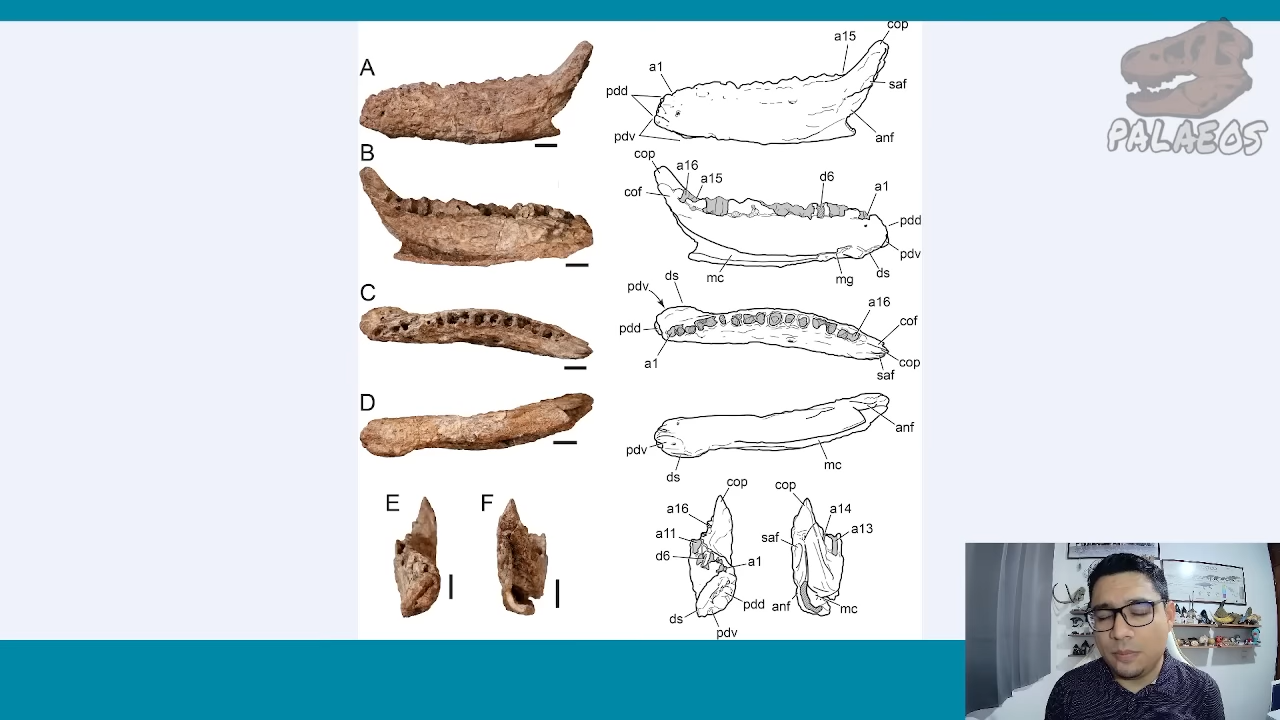 PALAEOS
A
a1
a15
cop
pdd
saf
pdv
anf
B
cop
a16
a15
d6
a1
cof
pdd
pdv
mc
mg
ds
C
ds
pdv
a16
pdd
cof
a1
cop
saf
D
anf
pdv
ds
mc
E
F
cop
a16
a11
d6
a1
pdd
ds
pdv
cop
a14
a13
saf
anf
mc